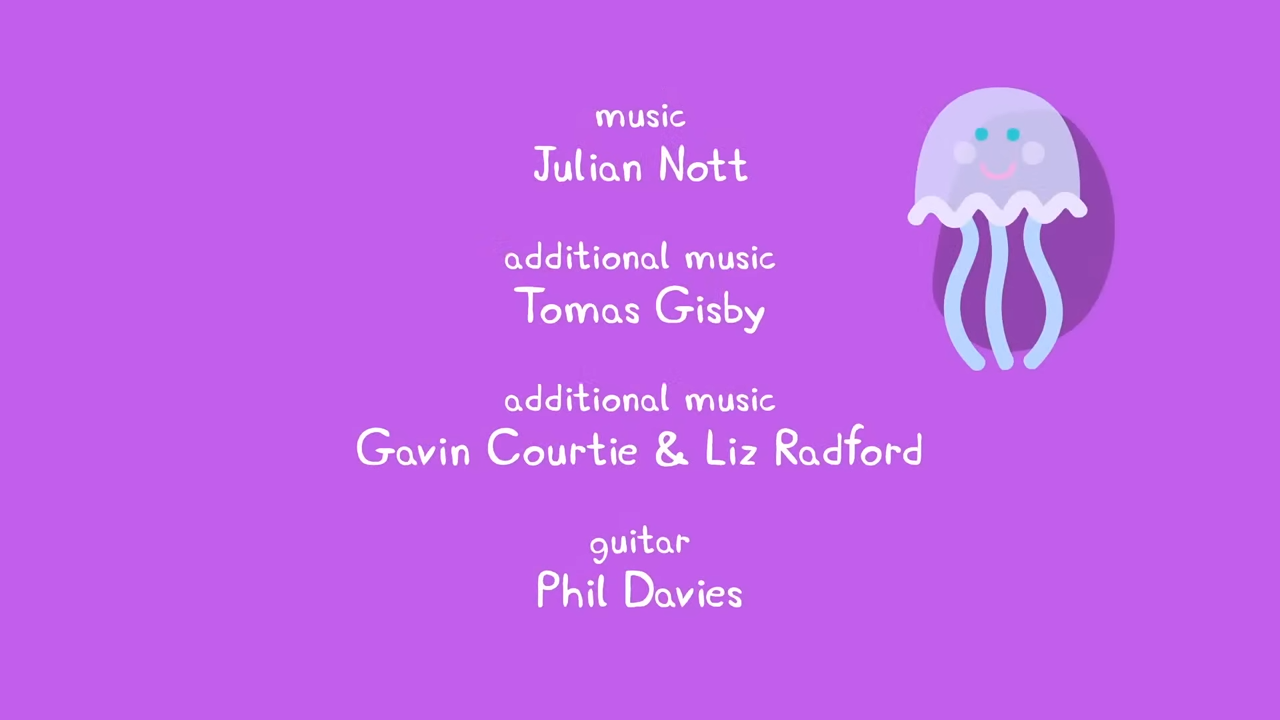 music
Julian Nott
additional music
Tomas Gisby
additional music
Gavin Courtie & Liz Radford
guitar
Phil Davies